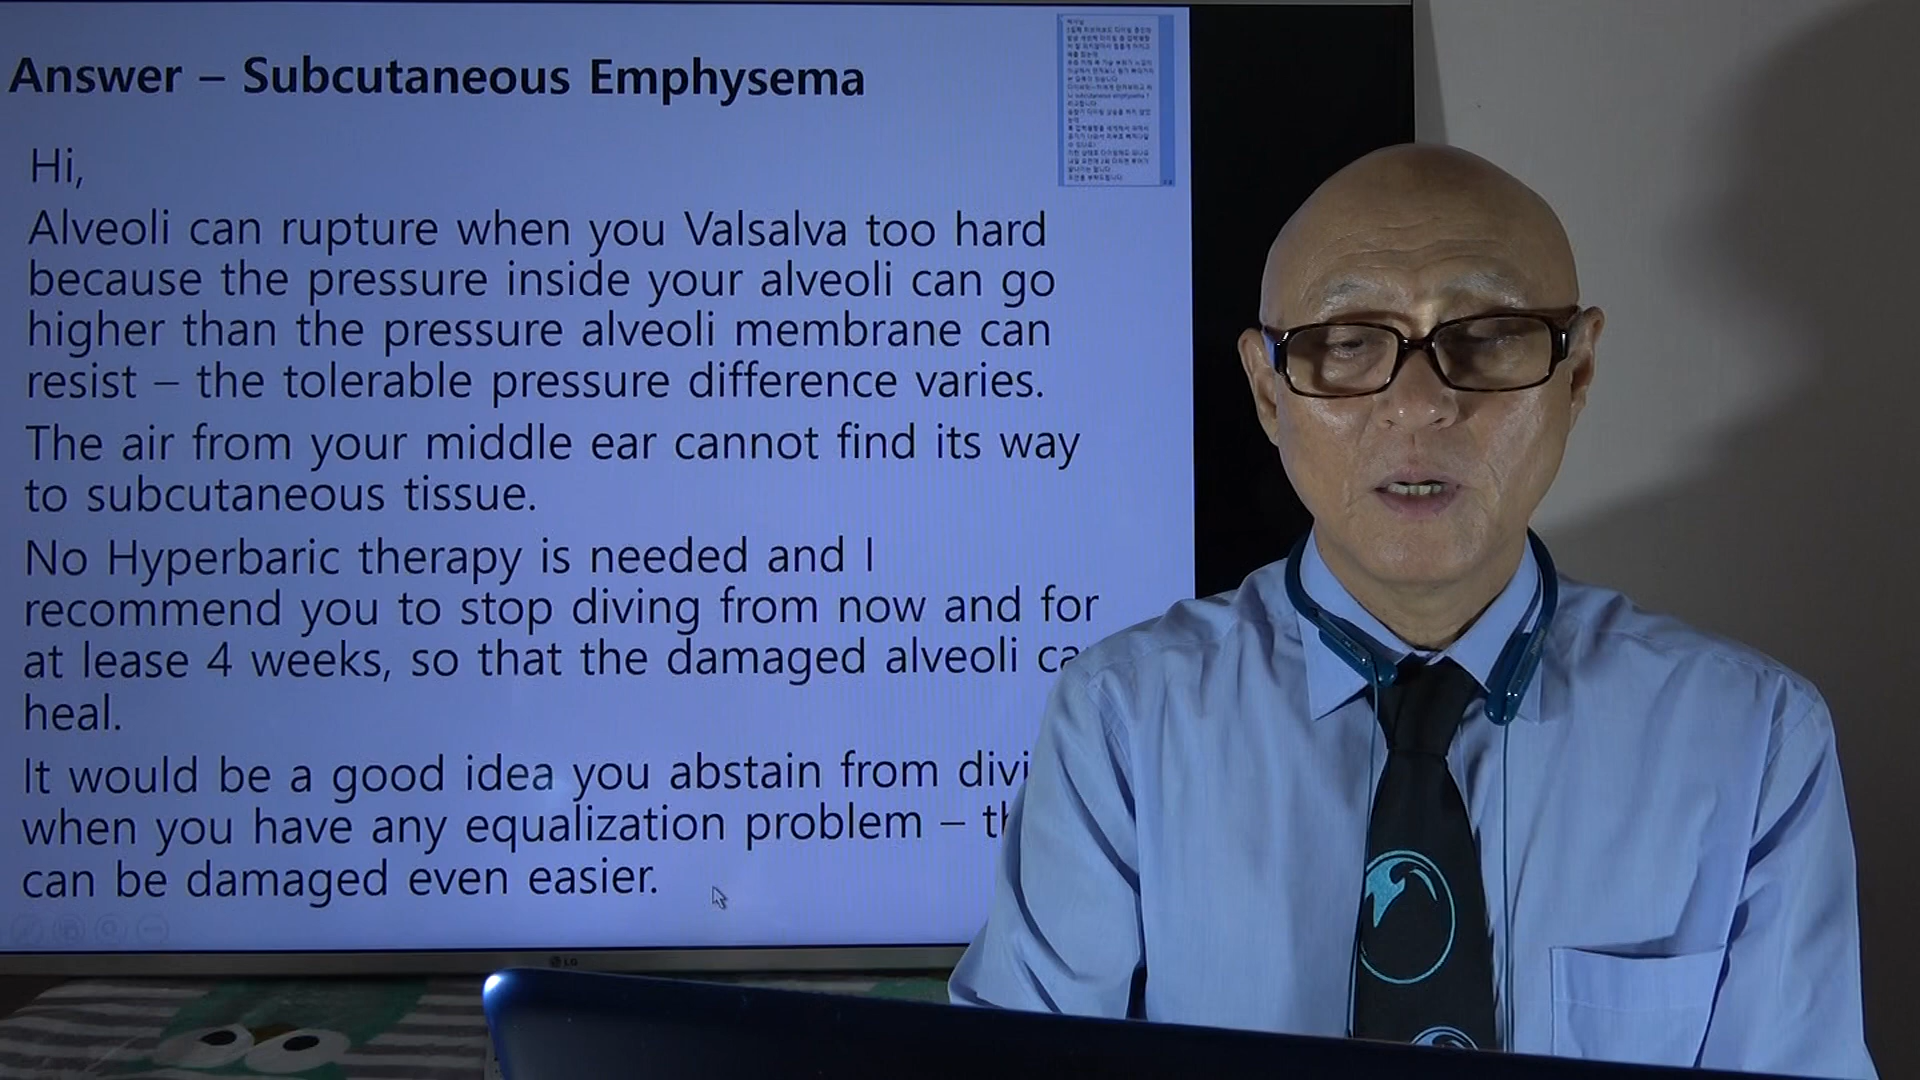 Answer – Subcutaneous Emphysema
Hi,
Alveoli can rupture when you Valsalva too hard
because the pressure inside your alveoli can go
higher than the pressure alveoli membrane can
resist – the tolerable pressure difference varies.
The air from your middle ear cannot find its way
to subcutaneous tissue.
No Hyperbaric therapy is needed and I
recommend you to stop diving from now and for
at lease 4 weeks, so that the damaged alveoli
heal.
It would be a good idea you abstain from
when you have any equalization problem –
can be damaged even easier.
LG